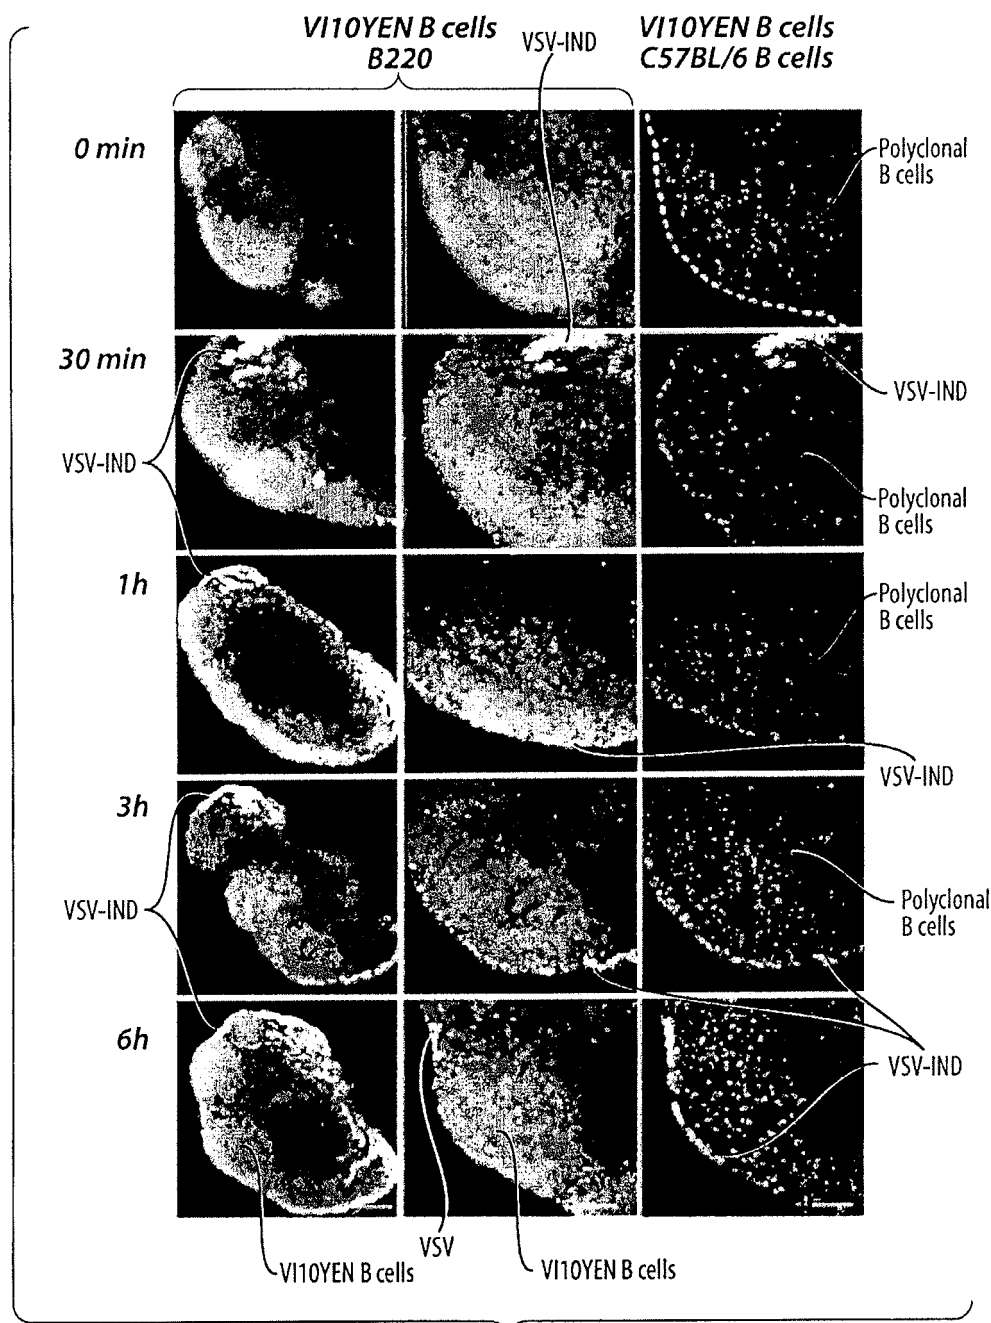 VI10YEN B cells
B220
VSV-IND
VI10YEN B cells
C57BL/6 B cells
0 min
Polyclonal
B cells
30 min
VSV-IND
VSV-IND
Polyclonal
B cells
1h
Polyclonal
B cells
VSV-IND
3h
VSV-IND
Polyclonal
B cells
6h
VSV-IND
VSV
VI10YEN B cells
VI10YEN B cells